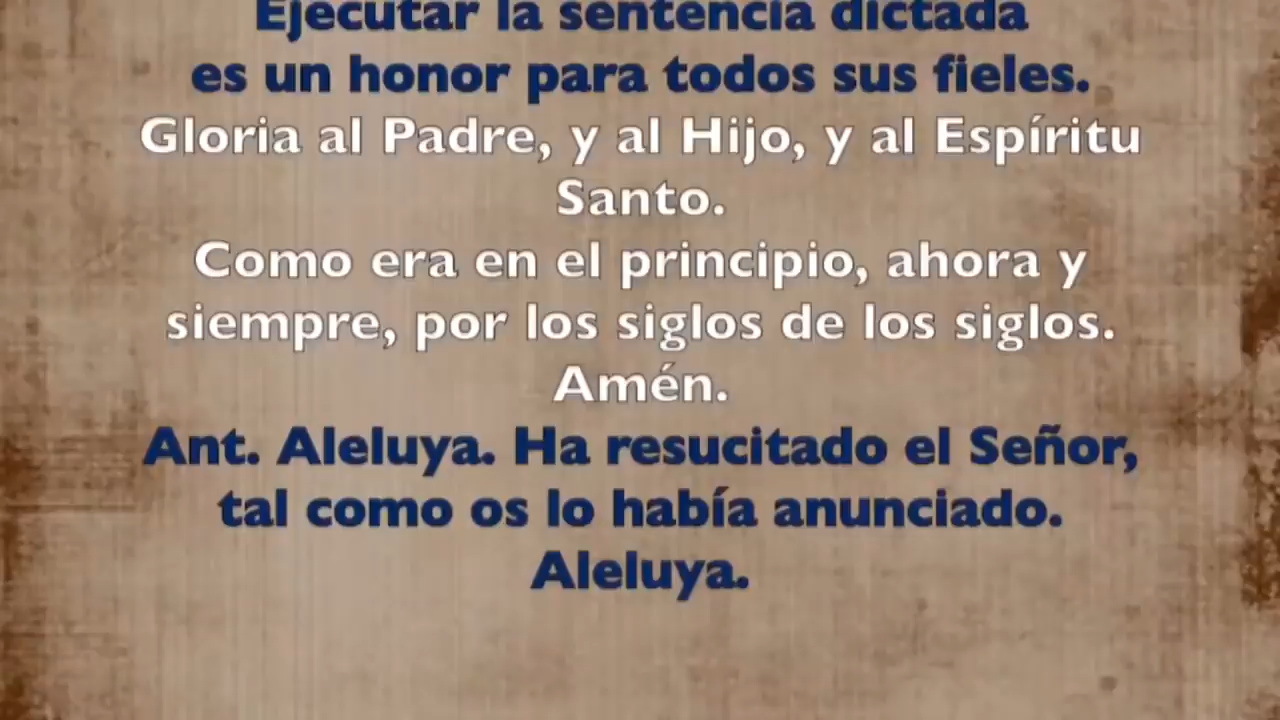 Ejecutar la sentencia dictada
es un honor para todos sus fieles.
Gloria al Padre, y al Hijo, y al Espíritu
Santo.
Como era en el principio, ahora y
siempre, por los siglos de los siglos.
Amén.
Ant. Aleluya. Ha resucitado el Señor,
tal como os lo había anunciado.
Aleluya.